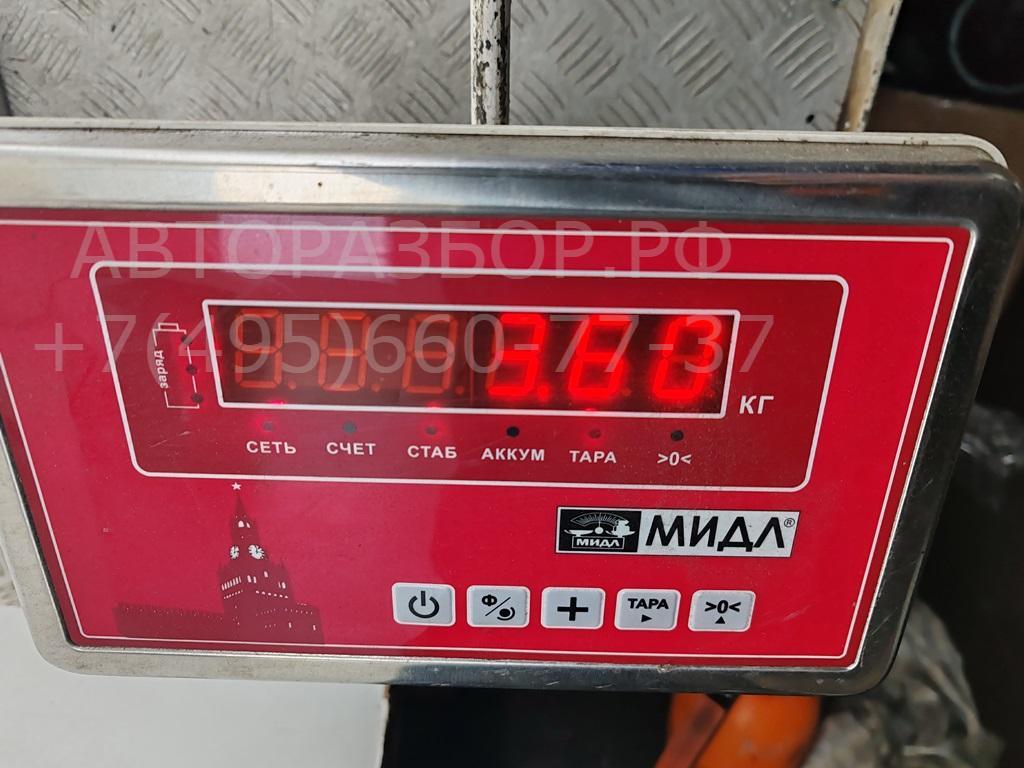 АВТОРАЗБОР.РФ
+7(495)660-77-37
заряд
3.60
КГ
СЕТЬ СЧЕТ СТАБ АККУМ ТАРА >0<
МИДЛ МИДЛ®
Ф + ТАРА >0<